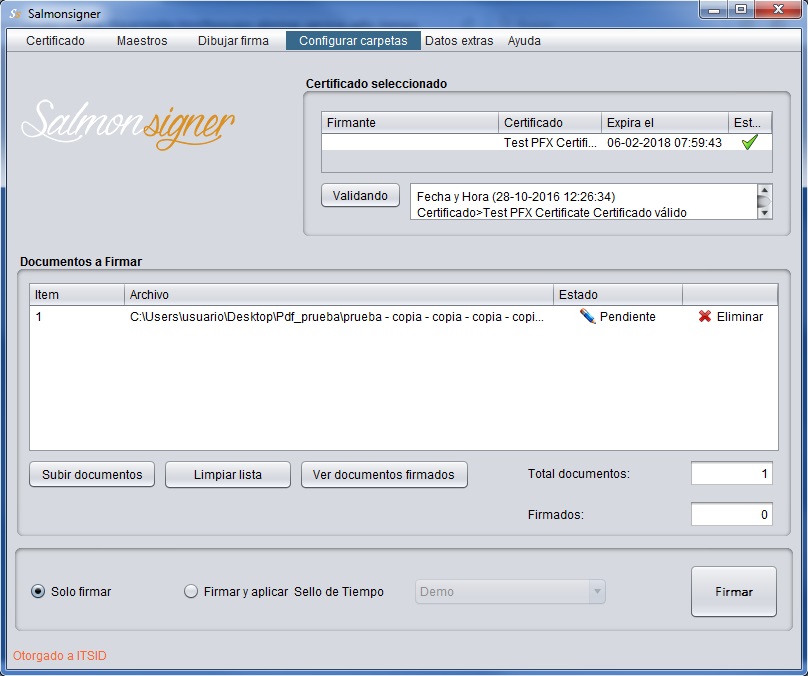 Salmonsigner
Certificado Maestros Dibujar firma Configurar carpetas Datos extras Ayuda
Salmonsigner
Certificado seleccionado
Firmante Certificado Expira el Est...
Test PFX Certifi... 06-02-2018 07:59:43
Validando
Fecha y Hora (28-10-2016 12:26:34)
Certificado>Test PFX Certificate Certificado válido
Documentos a Firmar
Item Archivo Estado
1 C:\Users\usuario\Desktop\Pdf_prueba\prueba - copia - copia - copia - copi... Pendiente Eliminar
Subir documentos Limpiar lista Ver documentos firmados Total documentos: 1
Firmados: 0
Solo firmar Firmar y aplicar Sello de Tiempo Demo Firmar
Otorgado a ITSID